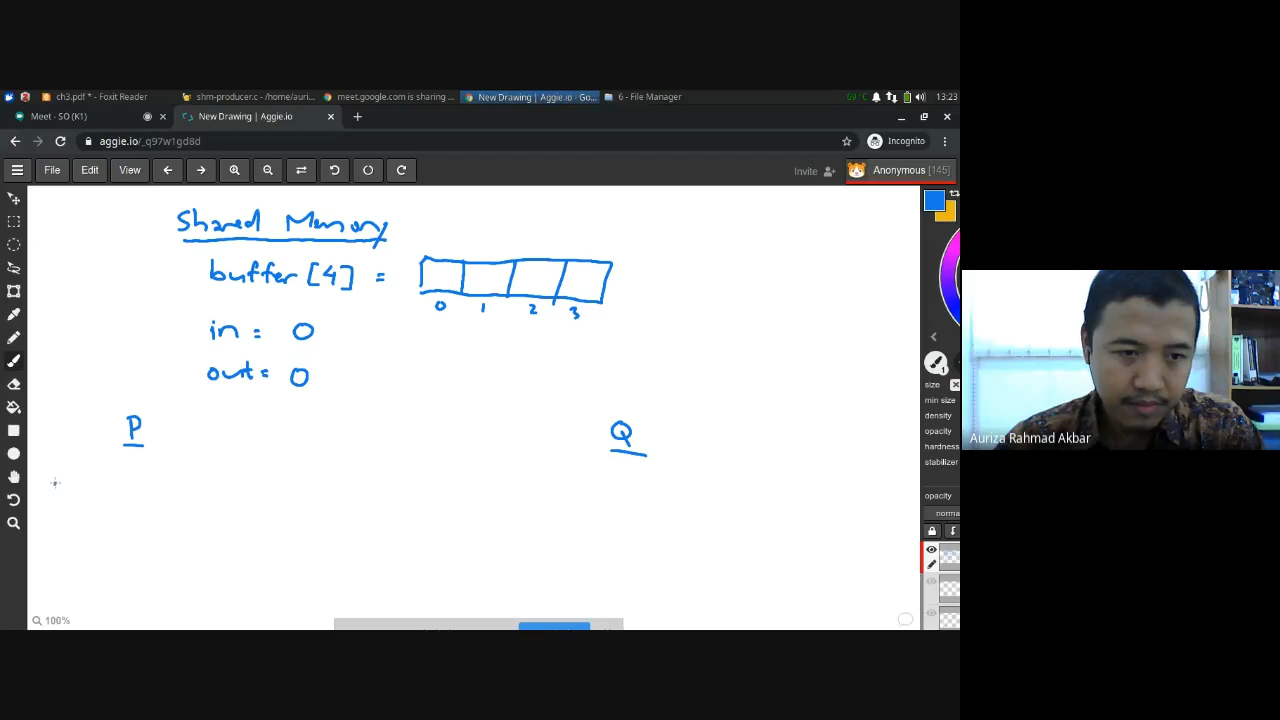 ch3.pdf * - Foxit Reader
shm-producer.c - /home/auri...
meet.google.com is sharing ...
New Drawing | Aggie.io - Go...
6 - File Manager
69°C
13:23
Meet - SO (K1)
New Drawing | Aggie.io
aggie.io/_q97w1gd8d
Incognito
File Edit View
Invite
Anonymous [145]
Shared Memory
buffer [4] =
0 1 2 3
in = 0
out = 0
P
Q
size
min size
density
opacity
hardness
stabilizer
opacity
norma
100%
Auriza Rahmad Akbar